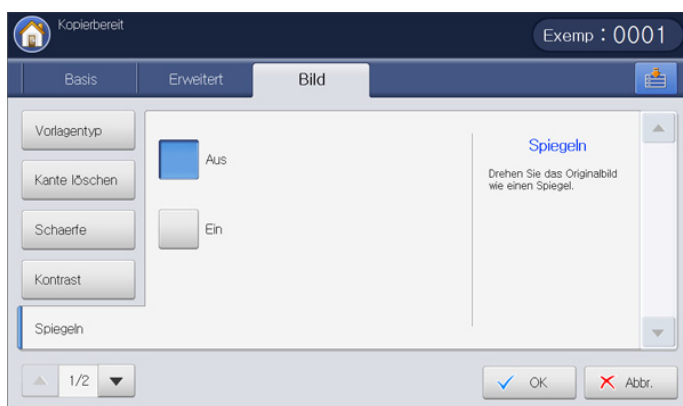 Kopierbereit
Exemp : 0001
Basis
Erweitert
Bild
Vorlagentyp
Kante löschen
Schaerfe
Kontrast
Spiegeln
Aus
Ein
Spiegeln
Drehen Sie das Originalbild
wie einen Spiegel.
1/2
OK
Abbr.